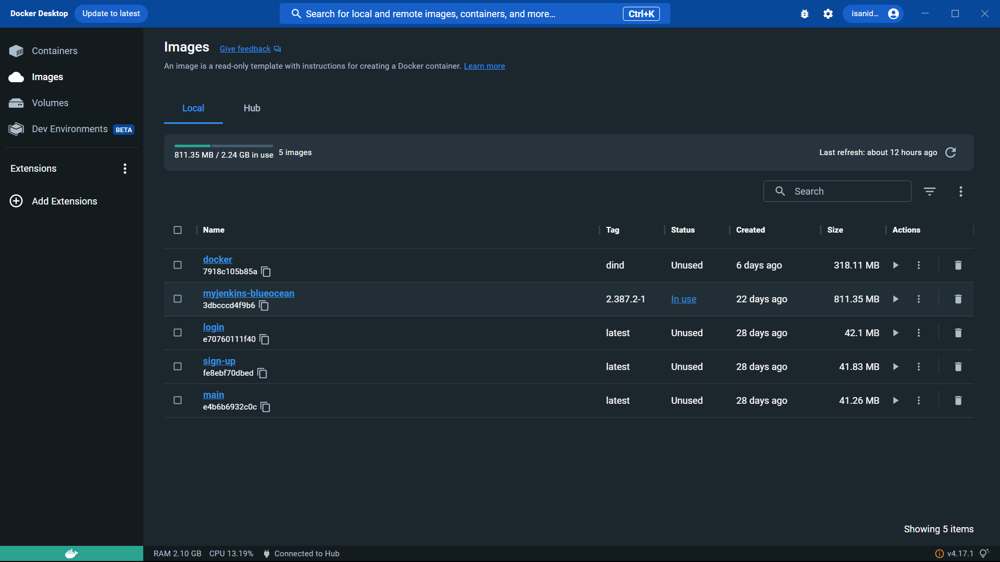 Docker Desktop Update to latest Search for local and remote images, containers, and more... Ctrl+K isanid...
Containers
Images
Volumes
Dev Environments BETA
Extensions
Add Extensions
Images Give feedback
An image is a read-only template with instructions for creating a Docker container. Learn more
Local Hub
811.35 MB / 2.24 GB in use 5 images Last refresh: about 12 hours ago
Search
Name Tag Status Created Size Actions
docker
7918c105b85a dind Unused 6 days ago 318.11 MB
myjenkins-blueocean
3dbcccd4f9b6 2.387.2-1 In use 22 days ago 811.35 MB
login
e70760111f40 latest Unused 28 days ago 42.1 MB
sign-up
fe8ebf70dbed latest Unused 28 days ago 41.83 MB
main
e4b6b6932c0c latest Unused 28 days ago 41.26 MB
Showing 5 items
RAM 2.10 GB CPU 13.19% Connected to Hub v4.17.1